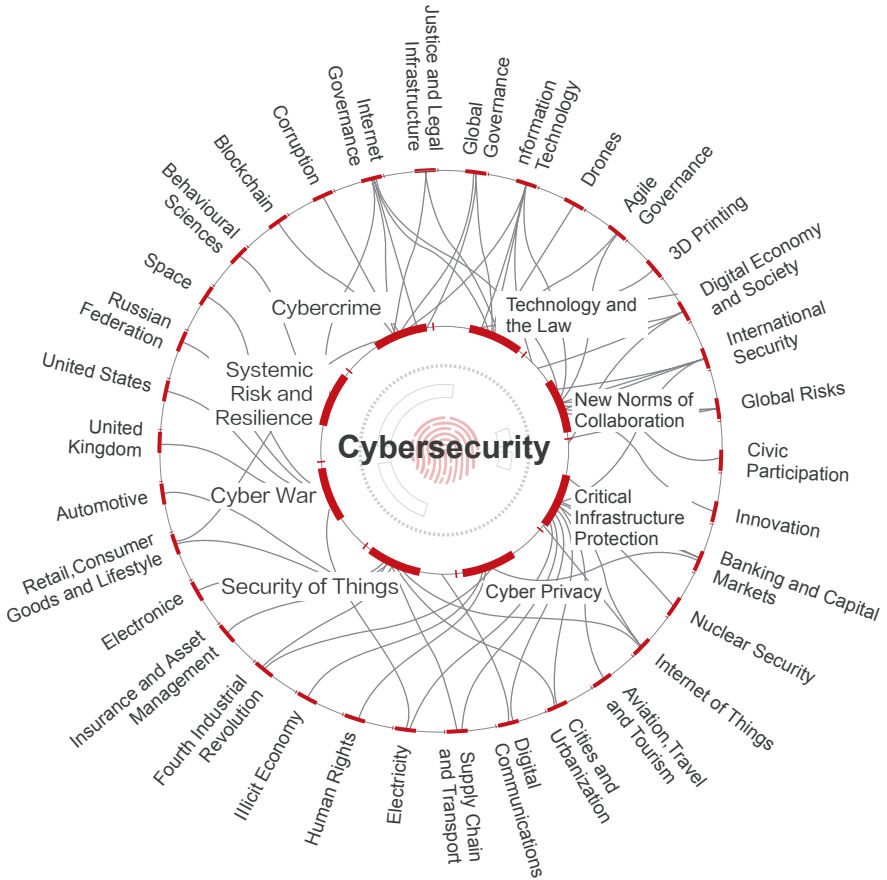 Justice and Legal
Infrastructure
Global
Governance
nformation
Technology
Drones
Agile
Governance
3D Printing
Digital Economy
and Society
International
Security
Global Risks
Civic
Participation
Innovation
Banking and Capital
Markets
Nuclear Security
Internet of Things
Aviation,Travel
and Tourism
Cities and
Urbanization
Digital
Communications
Supply Chain
and Transport
Electricity
Human Rights
Illicit Economy
Fourth Industrial
Revolution
Insurance and Asset
Management
Electronice
Retail,Consumer
Goods and Lifestyle
Automotive
United
Kingdom
United States
Russian
Federation
Space
Behavioural
Sciences
Blockchain
Corruption
Internet
Governance
Cybercrime
Technology and
the Law
New Norms of
Collaboration
Critical
Infrastructure
Protection
Cyber Privacy
Security of Things
Cyber War
Systemic
Risk and
Resilience
Cybersecurity